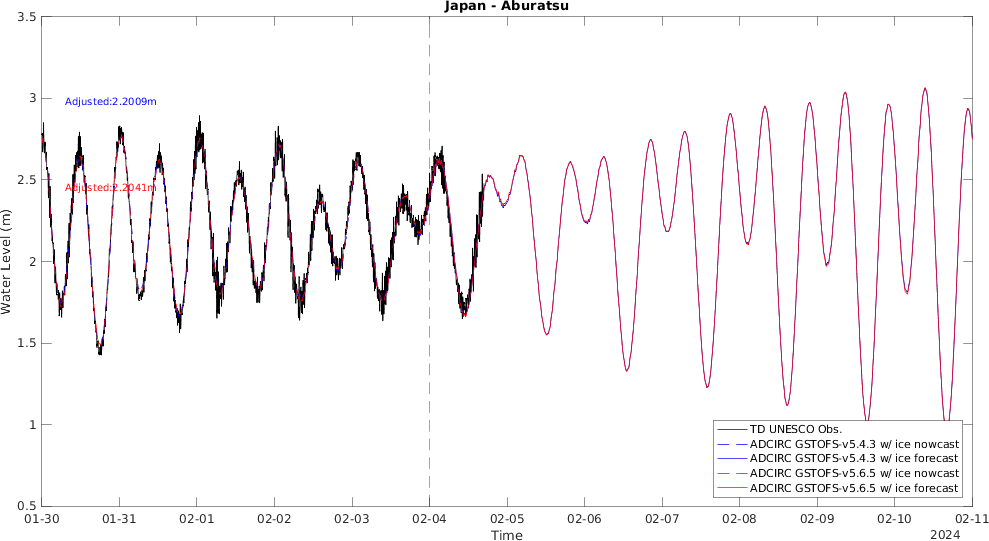 Japan - Aburatsu
3.5
3
2.5
2
1.5
1
0.5
Water Level (m)
Adjusted:2.2009m
Adjusted:2.2041m
TD UNESCO Obs.
ADCIRC GSTOFS-v5.4.3 w/ ice nowcast
ADCIRC GSTOFS-v5.4.3 w/ ice forecast
ADCIRC GSTOFS-v5.6.5 w/ ice nowcast
ADCIRC GSTOFS-v5.6.5 w/ ice forecast
01-30 01-31 02-01 02-02 02-03 02-04 02-05 02-06 02-07 02-08 02-09 02-10 02-11
Time
2024